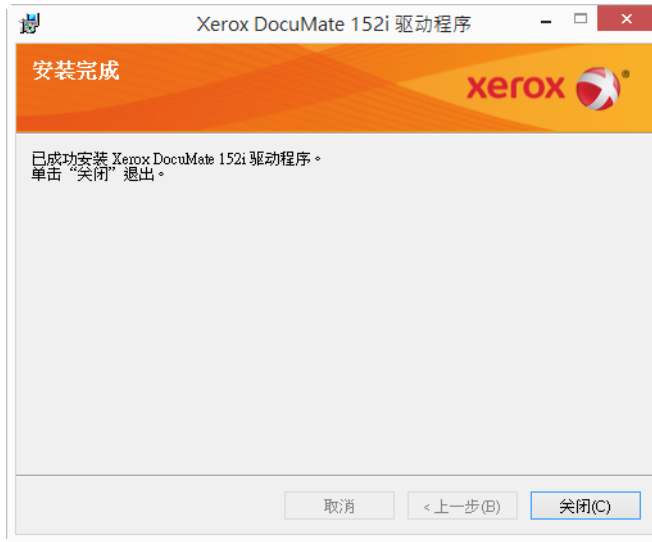 Xerox DocuMate 152i 驱动程序
安装完成
xerox
已成功安装 Xerox DocuMate 152i 驱动程序。
单击“关闭”退出。
取消
<上一步(B)
关闭(C)